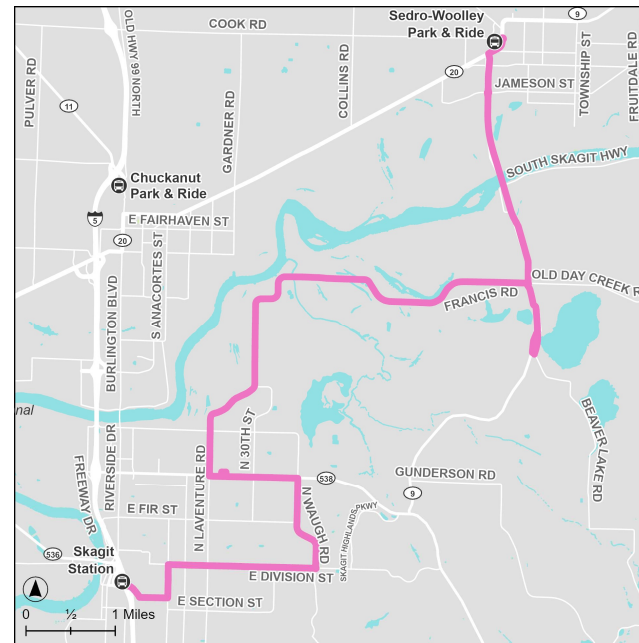 Sedro-Woolley
Park & Ride
9
COOK RD
OLD HWY 99 NORTH
PULVER RD
COLLINS RD
TOWNSHIP ST
FRUITDALE RD
20
JAMESON ST
11
GARDNER RD
SOUTH SKAGIT HWY
Chuckanut
Park & Ride
5
E FAIRHAVEN ST
20
S ANACORTES ST
BURLINGTON BLVD
OLD DAY CREEK R
FRANCIS RD
nal
BEAVER LAKE RD
N 30TH ST
RIVERSIDE DR
FREEWAY DR
N LAVENTURE RD
538
GUNDERSON RD
9
N WAUGH RD
SKAGIT HIGHLANDS PKWY
E FIR ST
536
Skagit
Station
E DIVISION ST
E SECTION ST
0 ½ 1 Miles